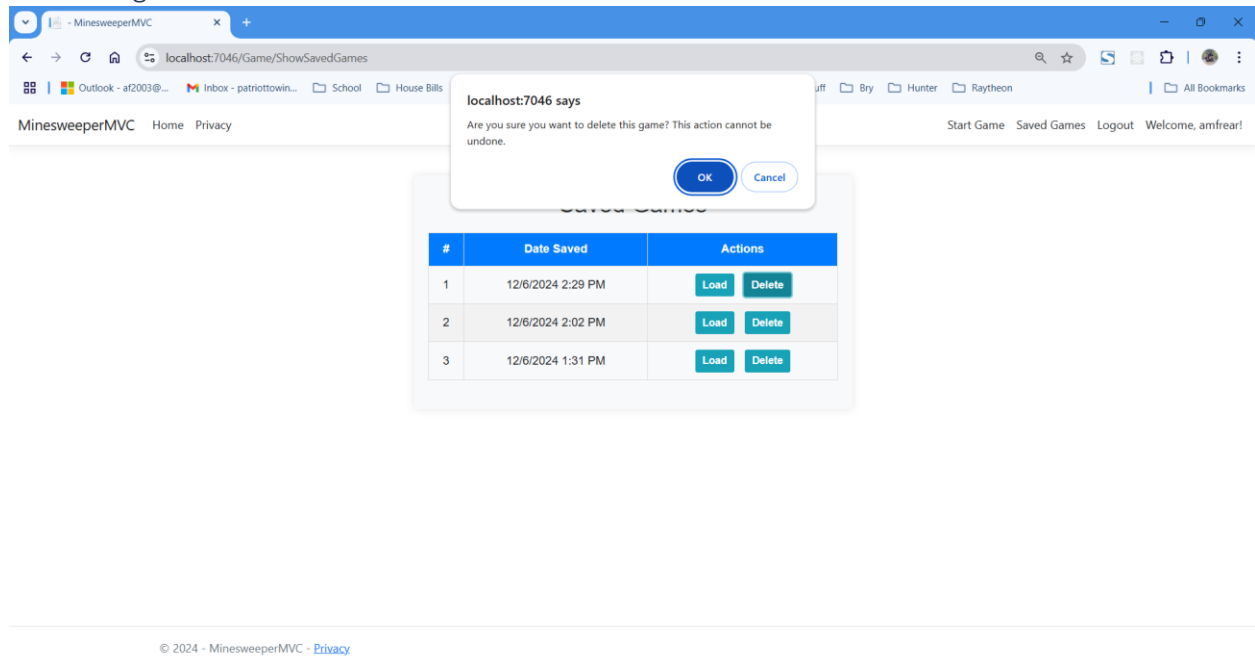 - MinesweeperMVC
localhost:7046/Game/ShowSavedGames
Outlook - af2003@... Inbox - patriottowin... School House Bills Bry Hunter Raytheon All Bookmarks
localhost:7046 says
Are you sure you want to delete this game? This action cannot be
undone.
OK Cancel
MinesweeperMVC Home Privacy Start Game Saved Games Logout Welcome, amfrear!
Saved Games
# Date Saved Actions
1 12/6/2024 2:29 PM Load Delete
2 12/6/2024 2:02 PM Load Delete
3 12/6/2024 1:31 PM Load Delete
© 2024 - MinesweeperMVC - Privacy